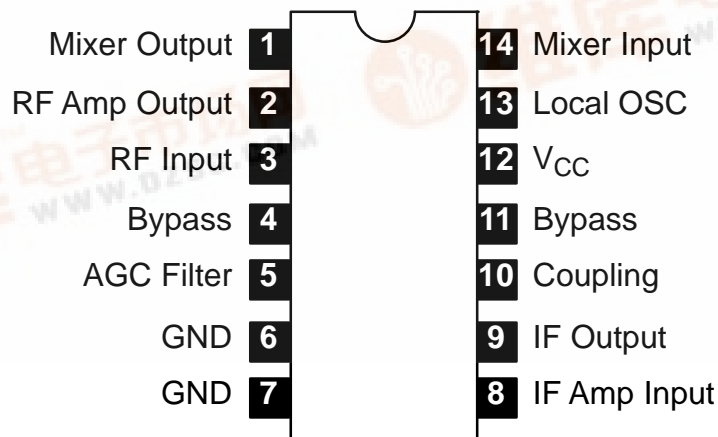 Mixer Output 1 14 Mixer Input
RF Amp Output 2 13 Local OSC
RF Input 3 12 VCC
Bypass 4 11 Bypass
AGC Filter 5 10 Coupling
GND 6 9 IF Output
GND 7 8 IF Amp Input